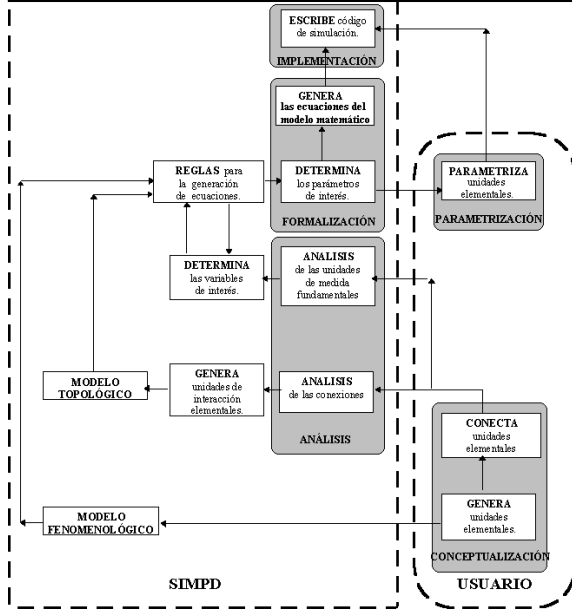 ESCRIBE código
de simulación.
IMPLEMENTACIÓN
GENERA
las ecuaciones del
modelo matemático
REGLAS para
la generación
de ecuaciones.
DETERMINA
los parámetros
de interés.
FORMALIZACIÓN
PARAMETRIZA
unidades
elementales.
PARAMETRIZACIÓN
DETERMINA
las variables
de interés.
ANALISIS
de las unidades
de medida
fundamentales
MODELO
TOPOLÓGICO
GENERA
unidades de
interacción
elementales.
ANALISIS
de las conexiones
ANÁLISIS
CONECTA
unidades
elementales
GENERA
unidades
elementales.
CONCEPTUALIZACIÓN
MODELO
FENOMENOLÓGICO
SIMPD
USUARIO